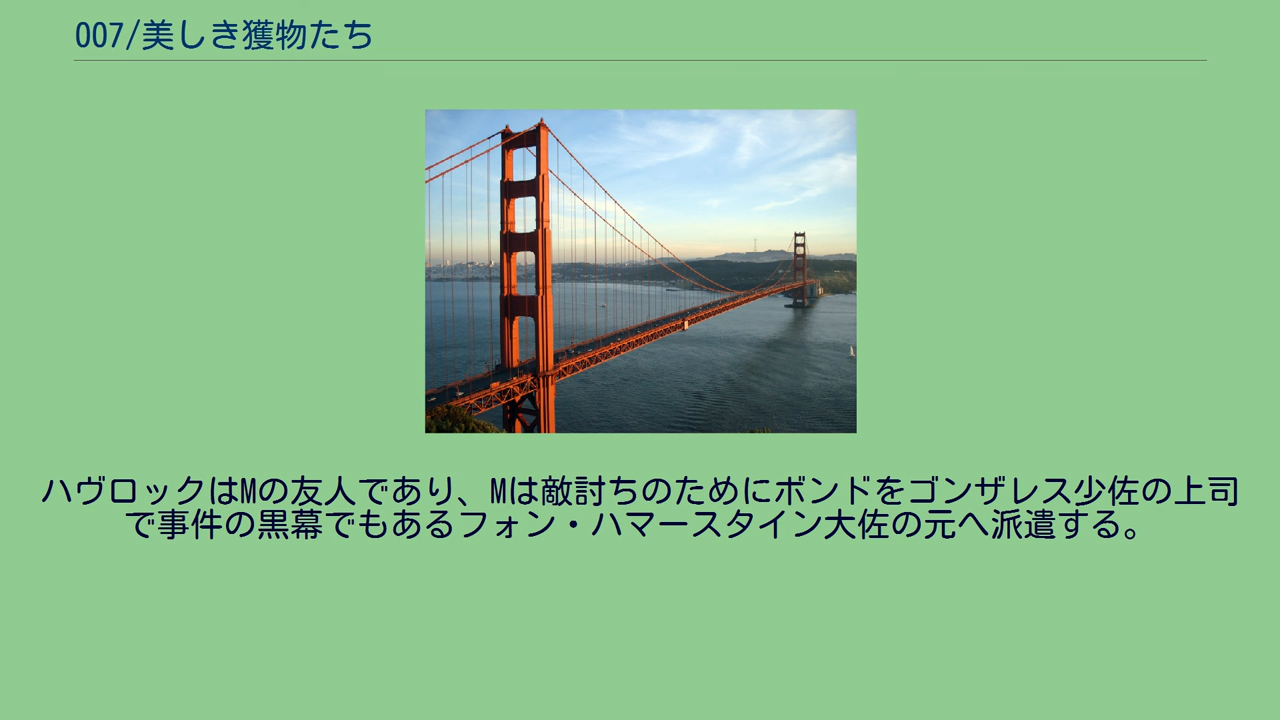 007/美しき獲物たち
ハヴロックはMの友人であり、Mは敵討ちのためにボンドをゴンザレス少佐の上司
で事件の黒幕でもあるフォン・ハマースタイン大佐の元へ派遣する。